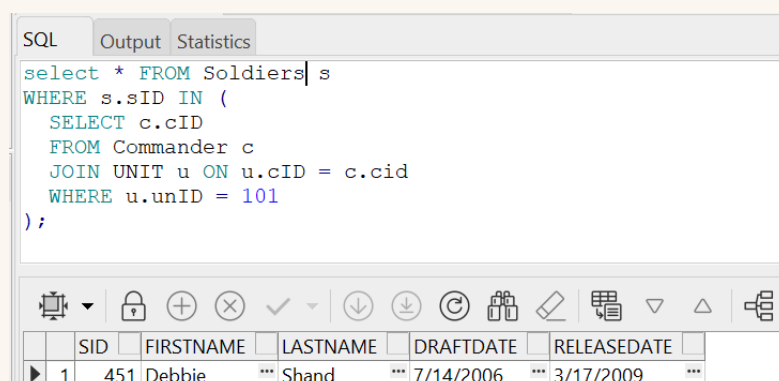 SQL Output Statistics
select * FROM Soldiers s
WHERE s.sID IN (
  SELECT c.cID
  FROM Commander c
  JOIN UNIT u ON u.cID = c.cid
  WHERE u.unID = 101
);
SID FIRSTNAME LASTNAME DRAFTDATE RELEASEDATE
1 451 Debbie ... Shand ... 7/14/2006 ... 3/17/2009 ...